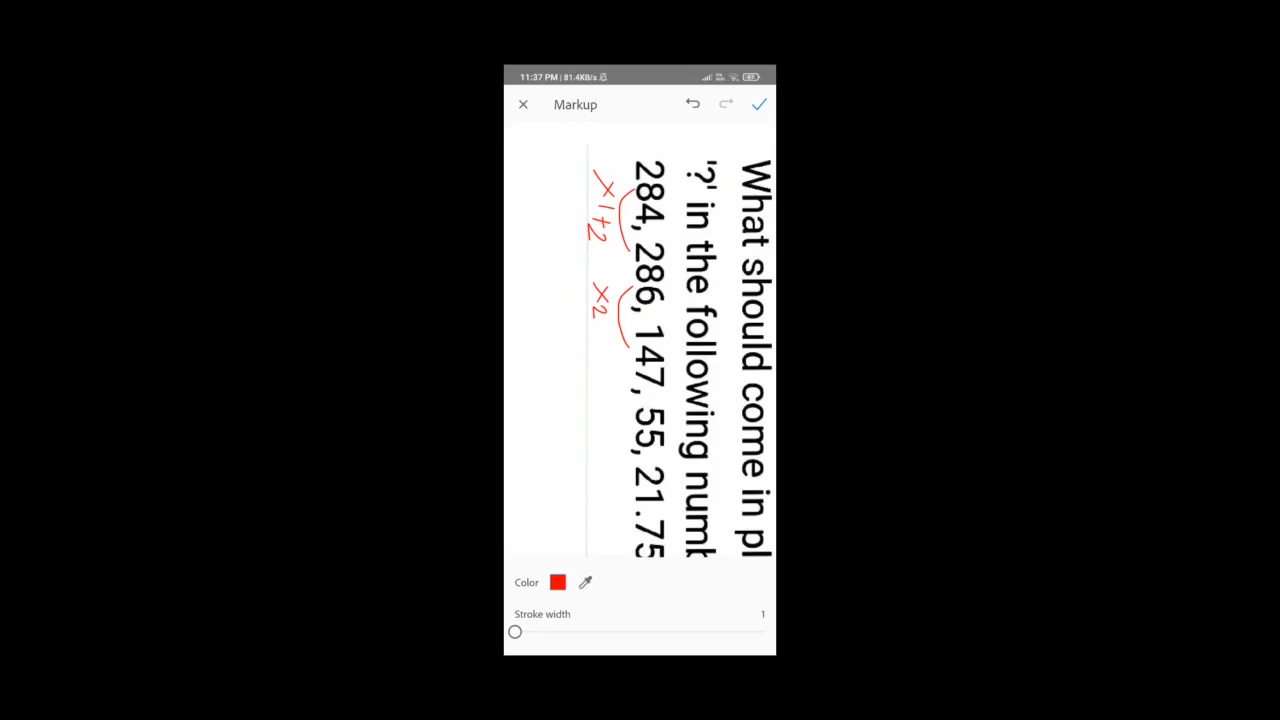 11:37 PM | 81.4KB/s
67
Markup
What should come in pl
'?' in the following numb
284, 286, 147, 55, 21.75
×1+2 ×2
Color
Stroke width 1